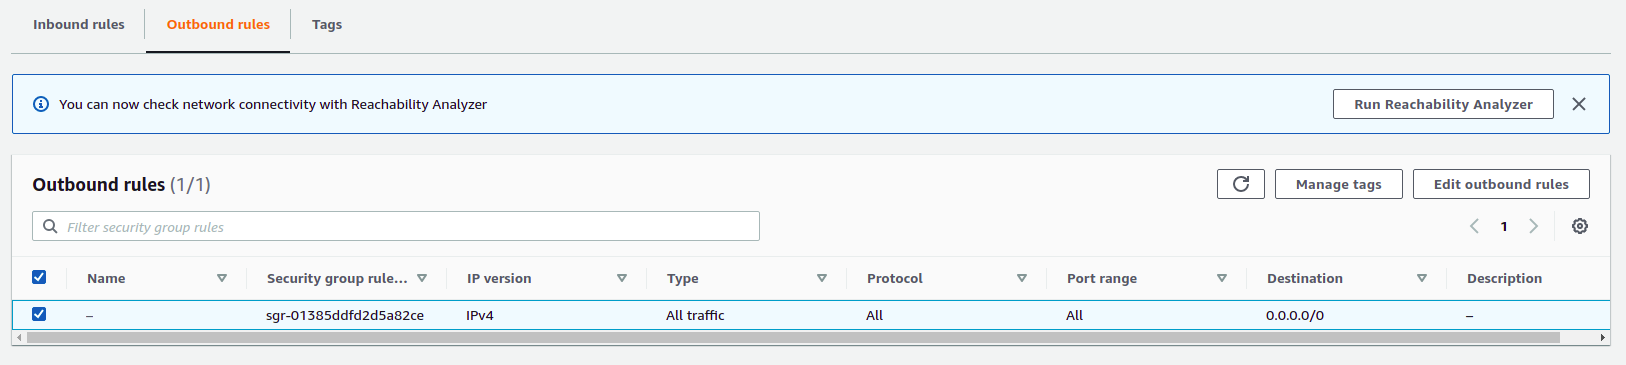 Inbound rules
Outbound rules
Tags
You can now check network connectivity with Reachability Analyzer
Run Reachability Analyzer
Outbound rules (1/1)
Manage tags
Edit outbound rules
Filter security group rules
1
Name
Security group rule...
IP version
Type
Protocol
Port range
Destination
Description
–
sgr-01385ddfd2d5a82ce
IPv4
All traffic
All
All
0.0.0.0/0
–